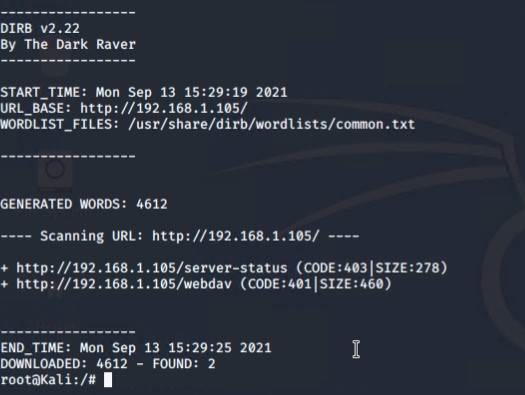 -----------------
DIRB v2.22
By The Dark Raver
-----------------
START_TIME: Mon Sep 13 15:29:19 2021
URL_BASE: http://192.168.1.105/
WORDLIST_FILES: /usr/share/dirb/wordlists/common.txt
-----------------
GENERATED WORDS: 4612
---- Scanning URL: http://192.168.1.105/ ----
+ http://192.168.1.105/server-status (CODE:403|SIZE:278)
+ http://192.168.1.105/webdav (CODE:401|SIZE:460)
-----------------
END_TIME: Mon Sep 13 15:29:25 2021
DOWNLOADED: 4612 - FOUND: 2
root@Kali:/#